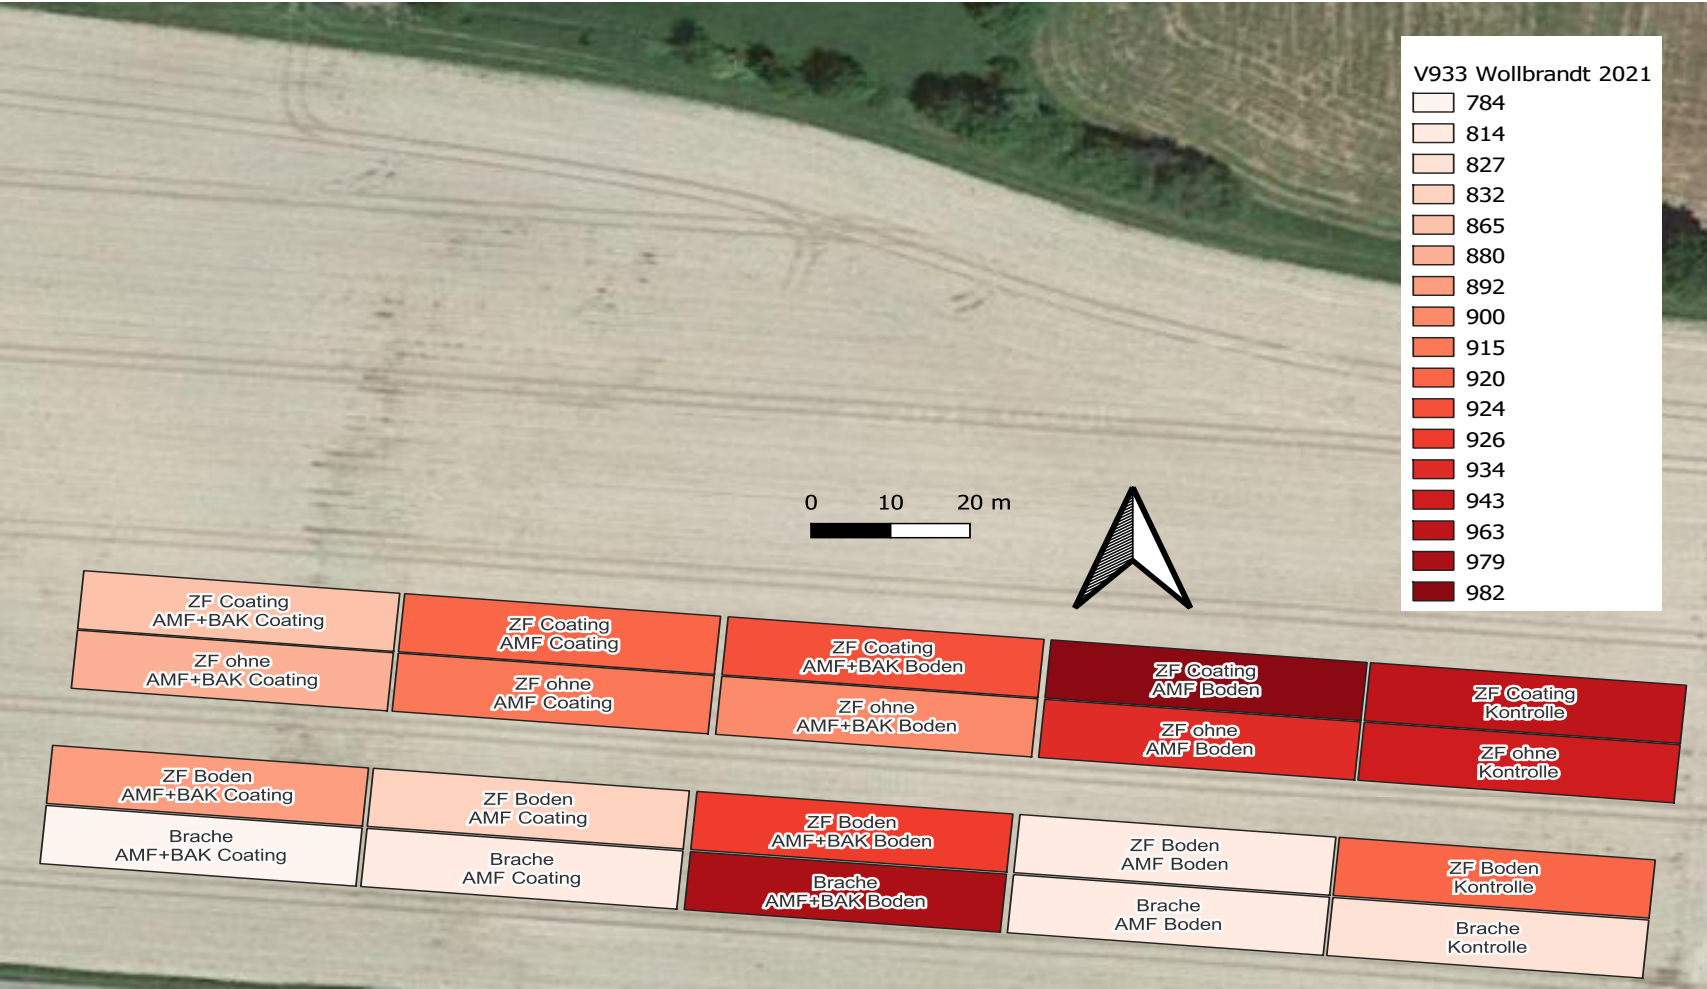 V933 Wollbrandt 2021
784
814
827
832
865
880
892
900
915
920
924
926
934
943
963
979
982
0 10 20 m
ZF Coating
AMF+BAK Coating
ZF ohne
AMF+BAK Coating
ZF Coating
AMF Coating
ZF ohne
AMF Coating
ZF Coating
AMF+BAK Boden
ZF ohne
AMF+BAK Boden
ZF Coating
AMF Boden
ZF ohne
AMF Boden
ZF Coating
Kontrolle
ZF ohne
Kontrolle
ZF Boden
AMF+BAK Coating
Brache
AMF+BAK Coating
ZF Boden
AMF Coating
Brache
AMF Coating
ZF Boden
AMF+BAK Boden
Brache
AMF+BAK Boden
ZF Boden
AMF Boden
Brache
AMF Boden
ZF Boden
Kontrolle
Brache
Kontrolle